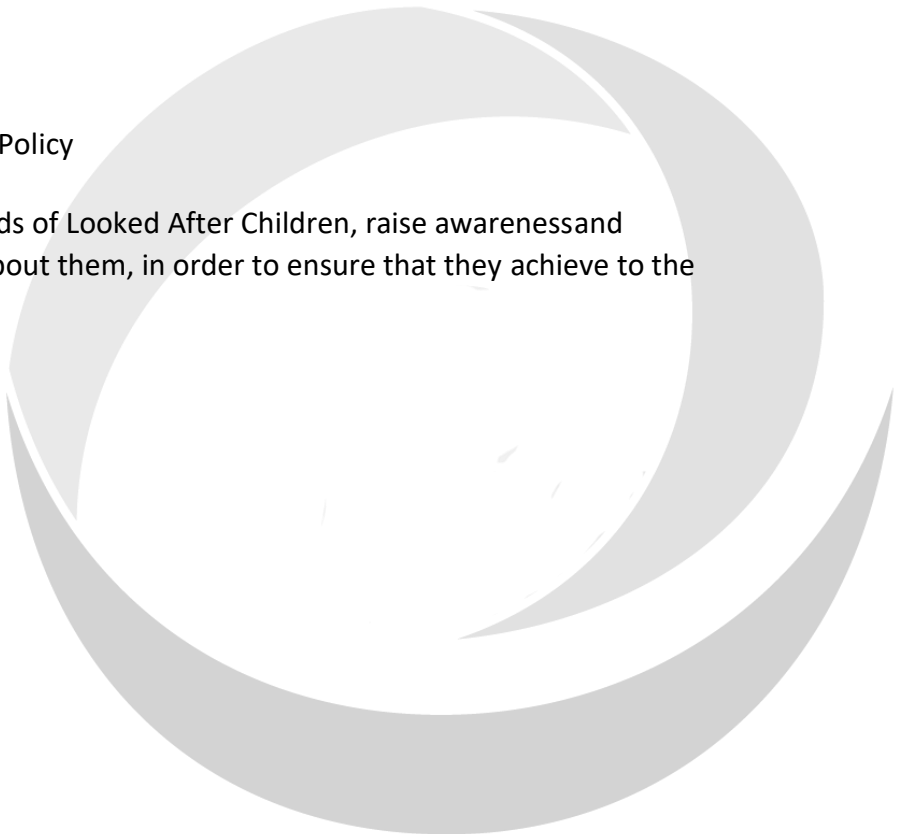 Policy
ds of Looked After Children, raise awarenessand
bout them, in order to ensure that they achieve to the